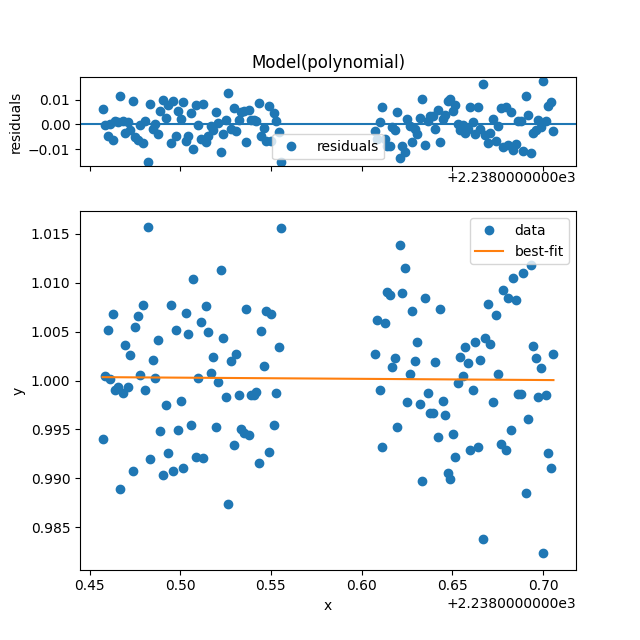 Model(polynomial)
residuals
0.01
0.00
−0.01
residuals
+2.2380000000e3
y
1.015
1.010
1.005
1.000
0.995
0.990
0.985
data
best-fit
0.45
0.50
0.55
0.60
0.65
0.70
x
+2.2380000000e3